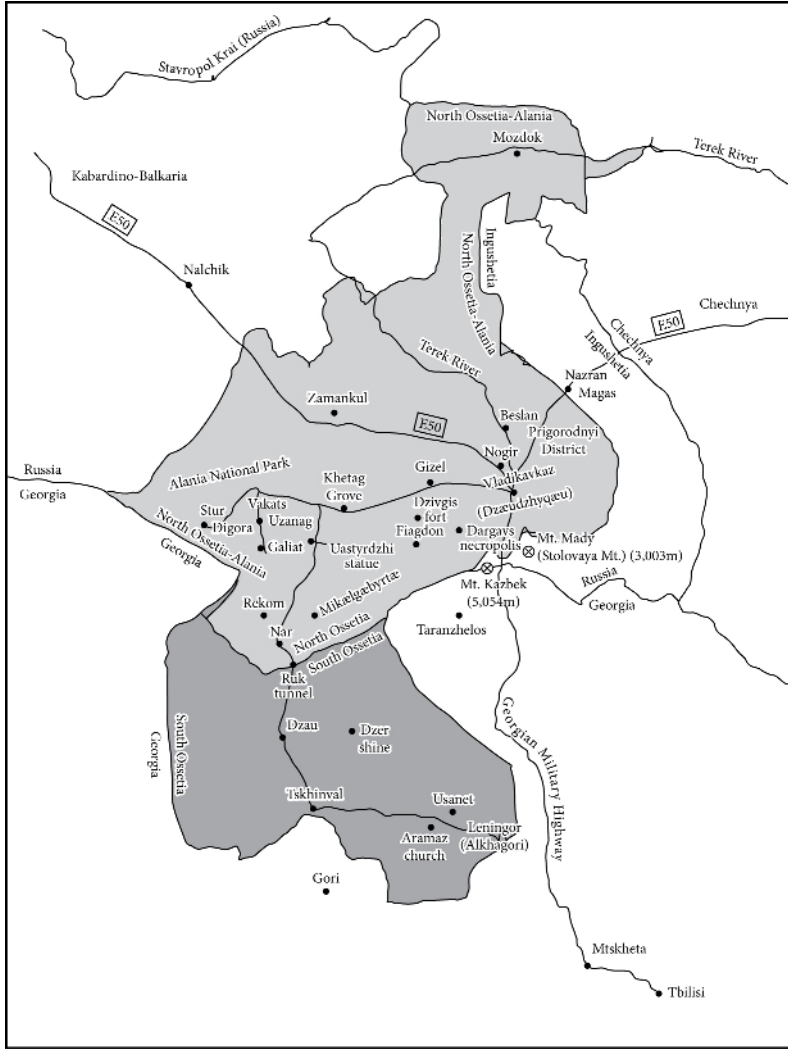 Stavropol Krai (Russia)
North Ossetia-Alania
Mozdok
Terek River
Kabardino-Balkaria
E50
Ingushetia
North Ossetia-Alania
Nalchik
Chechnya
E50
Chechnya
Ingushetia
Terek River
Nazran
Magas
Zamankul
E50
Beslan
Prigorodnyi
District
Nogir
Russia
Georgia
Alania National Park
Khetag
Grove
Gizel
Vladikavkaz
(Dzæudzhyqæu)
Stur
Digora
Vakats
Uzanag
Galiat
Uastyrdzhi
statue
Dzivgis
fort
Fiagdon
Dargavs
necropolis
Mt. Mady
(Stolovaya Mt.) (3,003m)
North Ossetia-Alania
Georgia
Mt. Kazbek
(5,054m)
Russia
Georgia
Rekom
Mikælgæbyrtæ
Taranzhelos
Nar
North Ossetia
South Ossetia
Ruk
tunnel
South Ossetia
Georgia
Dzau
Dzer
shine
Georgian Military Highway
Tskhinval
Usanet
Leningor
(Alkhagori)
Aramaz
church
Gori
Mtskheta
Tbilisi